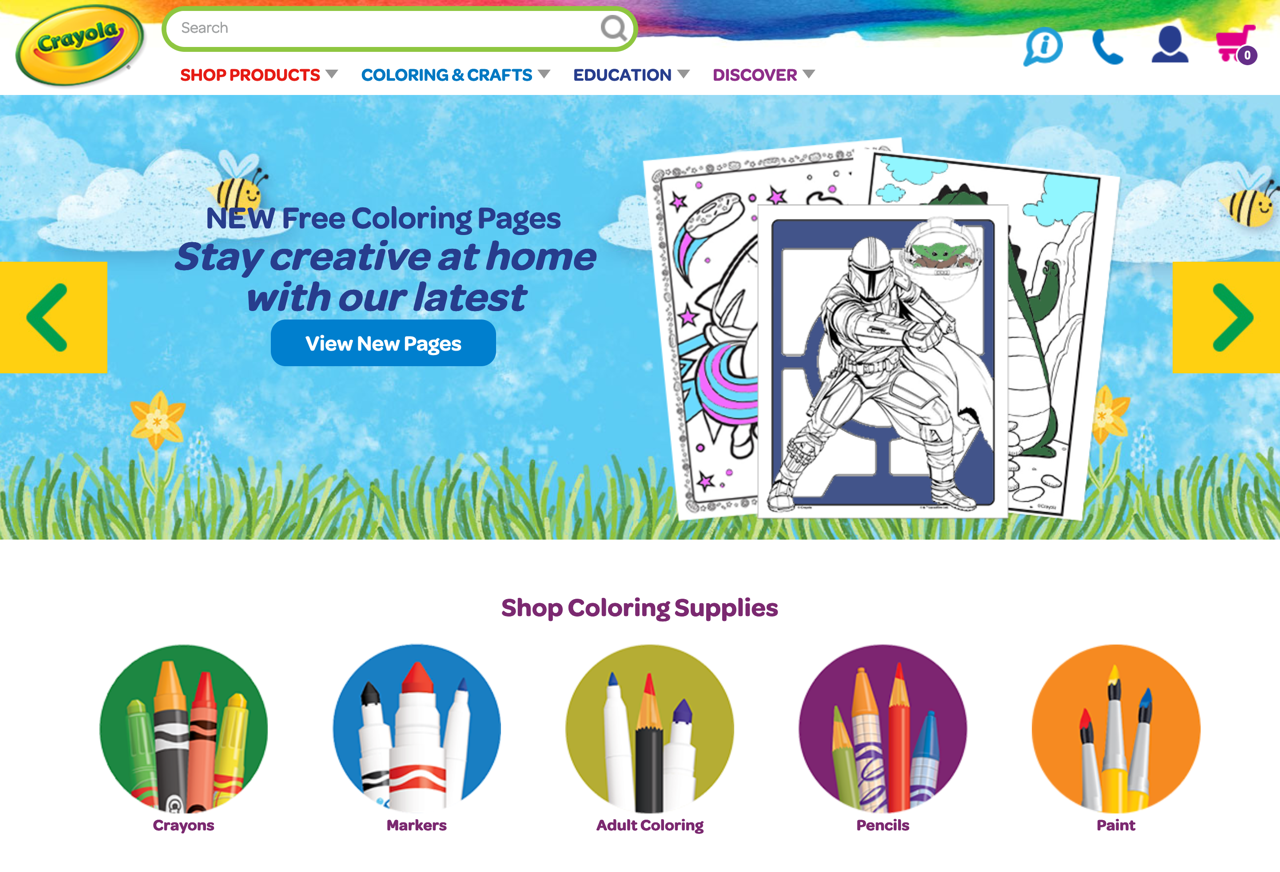 Crayola
Search
SHOP PRODUCTS
COLORING & CRAFTS
EDUCATION
DISCOVER
0
NEW Free Coloring Pages
Stay creative at home
with our latest
View New Pages
Shop Coloring Supplies
Crayons
Markers
Adult Coloring
Pencils
Paint